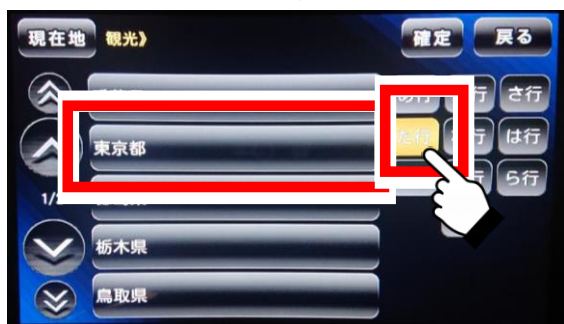 現在地 観光》 確定 戻る
さ行
東京都 た行 は行
ら行
栃木県
鳥取県